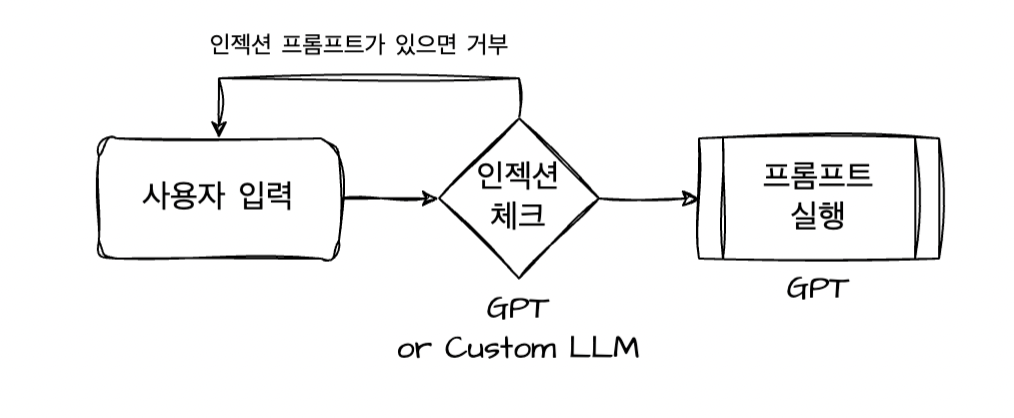 인젝션 프롬프트가 있으면 거부
사용자 입력
인젝션
체크
프롬프트
실행
GPT
or Custom LLM
GPT